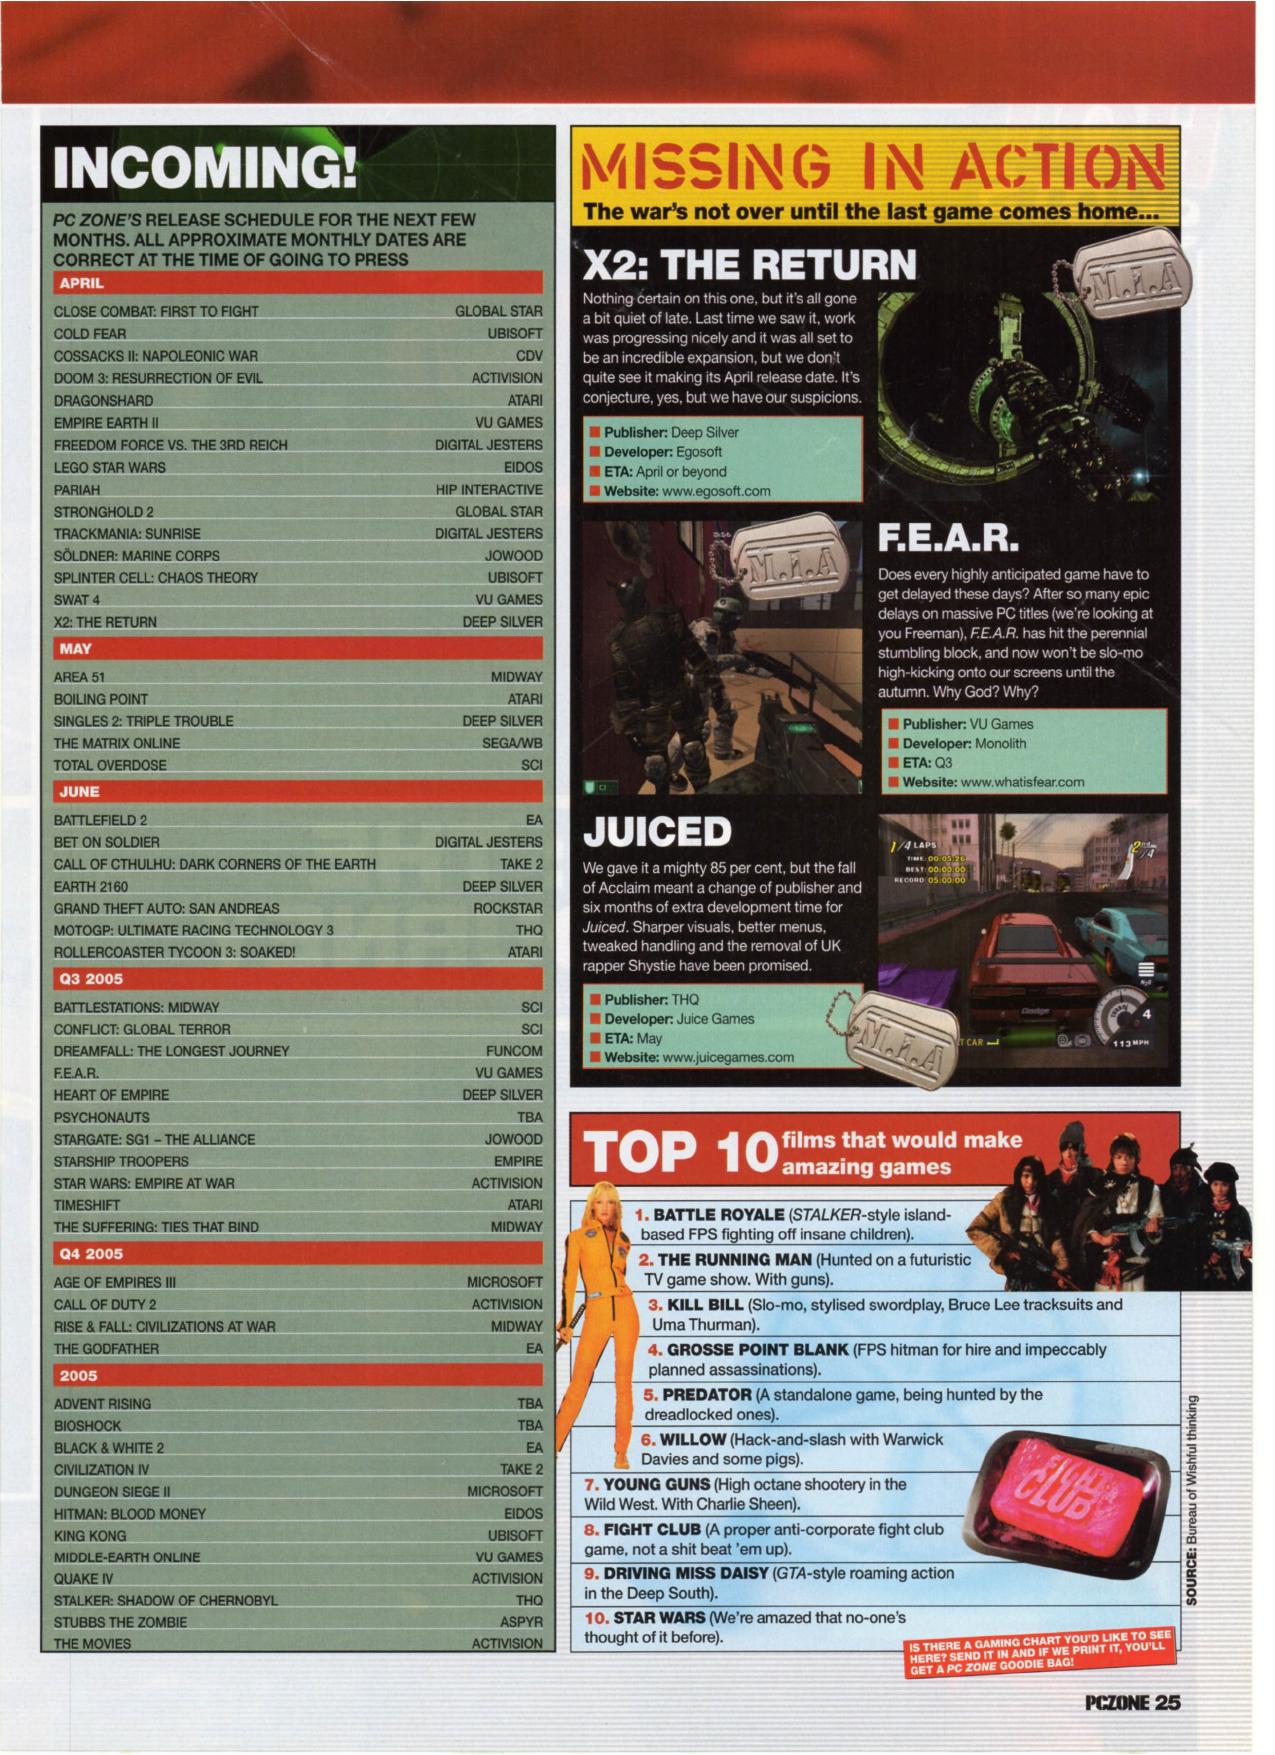 INCOMING!
PC ZONE'S RELEASE SCHEDULE FOR THE NEXT FEW
MONTHS. ALL APPROXIMATE MONTHLY DATES ARE
CORRECT AT THE TIME OF GOING TO PRESS
APRIL
CLOSE COMBAT: FIRST TO FIGHT GLOBAL STAR
COLD FEAR UBISOFT
COSSACKS II: NAPOLEONIC WAR CDV
DOOM 3: RESURRECTION OF EVIL ACTIVISION
DRAGONSHARD ATARI
EMPIRE EARTH II VU GAMES
FREEDOM FORCE VS. THE 3RD REICH DIGITAL JESTERS
LEGO STAR WARS EIDOS
PARIAH HIP INTERACTIVE
STRONGHOLD 2 GLOBAL STAR
TRACKMANIA: SUNRISE DIGITAL JESTERS
SÖLDNER: MARINE CORPS JOWOOD
SPLINTER CELL: CHAOS THEORY UBISOFT
SWAT 4 VU GAMES
X2: THE RETURN DEEP SILVER
MAY
AREA 51 MIDWAY
BOILING POINT ATARI
SINGLES 2: TRIPLE TROUBLE DEEP SILVER
THE MATRIX ONLINE SEGA/WB
TOTAL OVERDOSE SCI
JUNE
BATTLEFIELD 2 EA
BET ON SOLDIER DIGITAL JESTERS
CALL OF CTHULHU: DARK CORNERS OF THE EARTH TAKE 2
EARTH 2160 DEEP SILVER
GRAND THEFT AUTO: SAN ANDREAS ROCKSTAR
MOTOGP: ULTIMATE RACING TECHNOLOGY 3 THQ
ROLLERCOASTER TYCOON 3: SOAKED! ATARI
Q3 2005
BATTLESTATIONS: MIDWAY SCI
CONFLICT: GLOBAL TERROR SCI
DREAMFALL: THE LONGEST JOURNEY FUNCOM
F.E.A.R. VU GAMES
HEART OF EMPIRE DEEP SILVER
PSYCHONAUTS TBA
STARGATE: SG1 – THE ALLIANCE JOWOOD
STARSHIP TROOPERS EMPIRE
STAR WARS: EMPIRE AT WAR ACTIVISION
TIMESHIFT ATARI
THE SUFFERING: TIES THAT BIND MIDWAY
Q4 2005
AGE OF EMPIRES III MICROSOFT
CALL OF DUTY 2 ACTIVISION
RISE & FALL: CIVILIZATIONS AT WAR MIDWAY
THE GODFATHER EA
2005
ADVENT RISING TBA
BIOSHOCK TBA
BLACK & WHITE 2 EA
CIVILIZATION IV TAKE 2
DUNGEON SIEGE II MICROSOFT
HITMAN: BLOOD MONEY EIDOS
KING KONG UBISOFT
MIDDLE-EARTH ONLINE VU GAMES
QUAKE IV ACTIVISION
STALKER: SHADOW OF CHERNOBYL THQ
STUBBS THE ZOMBIE ASPYR
THE MOVIES ACTIVISION
MISSING IN ACTION
The war's not over until the last game comes home...
X2: THE RETURN
M.I.A
Nothing certain on this one, but it's all gone
a bit quiet of late. Last time we saw it, work
was progressing nicely and it was all set to
be an incredible expansion, but we don't
quite see it making its April release date. It's
conjecture, yes, but we have our suspicions.
Publisher: Deep Silver
Developer: Egosoft
ETA: April or beyond
Website: www.egosoft.com
M.I.A
F.E.A.R.
Does every highly anticipated game have to
get delayed these days? After so many epic
delays on massive PC titles (we're looking at
you Freeman), F.E.A.R. has hit the perennial
stumbling block, and now won't be slo-mo
high-kicking onto our screens until the
autumn. Why God? Why?
Publisher: VU Games
Developer: Monolith
ETA: Q3
Website: www.whatisfear.com
JUICED
We gave it a mighty 85 per cent, but the fall
of Acclaim meant a change of publisher and
six months of extra development time for
Juiced. Sharper visuals, better menus,
tweaked handling and the removal of UK
rapper Shystie have been promised.
Publisher: THQ
Developer: Juice Games
ETA: May
Website: www.juicegames.com
M.I.A
1/4 LAPS
TIME: 00:05:26
BEST: 00:00:00
RECORD: 05:00:00
2/4
4
113 MPH
T CAR
TOP 10 films that would make
amazing games
1. BATTLE ROYALE (STALKER-style island-
based FPS fighting off insane children).
2. THE RUNNING MAN (Hunted on a futuristic
TV game show. With guns).
3. KILL BILL (Slo-mo, stylised swordplay, Bruce Lee tracksuits and
Uma Thurman).
4. GROSSE POINT BLANK (FPS hitman for hire and impeccably
planned assassinations).
5. PREDATOR (A standalone game, being hunted by the
dreadlocked ones).
6. WILLOW (Hack-and-slash with Warwick
Davies and some pigs).
7. YOUNG GUNS (High octane shootery in the
Wild West. With Charlie Sheen).
8. FIGHT CLUB (A proper anti-corporate fight club
game, not a shit beat 'em up).
9. DRIVING MISS DAISY (GTA-style roaming action
in the Deep South).
10. STAR WARS (We're amazed that no-one's
thought of it before).
FIGHT
CLUB
SOURCE: Bureau of Wishful thinking
IS THERE A GAMING CHART YOU'D LIKE TO SEE
HERE? SEND IT IN AND IF WE PRINT IT, YOU'LL
GET A PC ZONE GOODIE BAG!
PCZONE 25